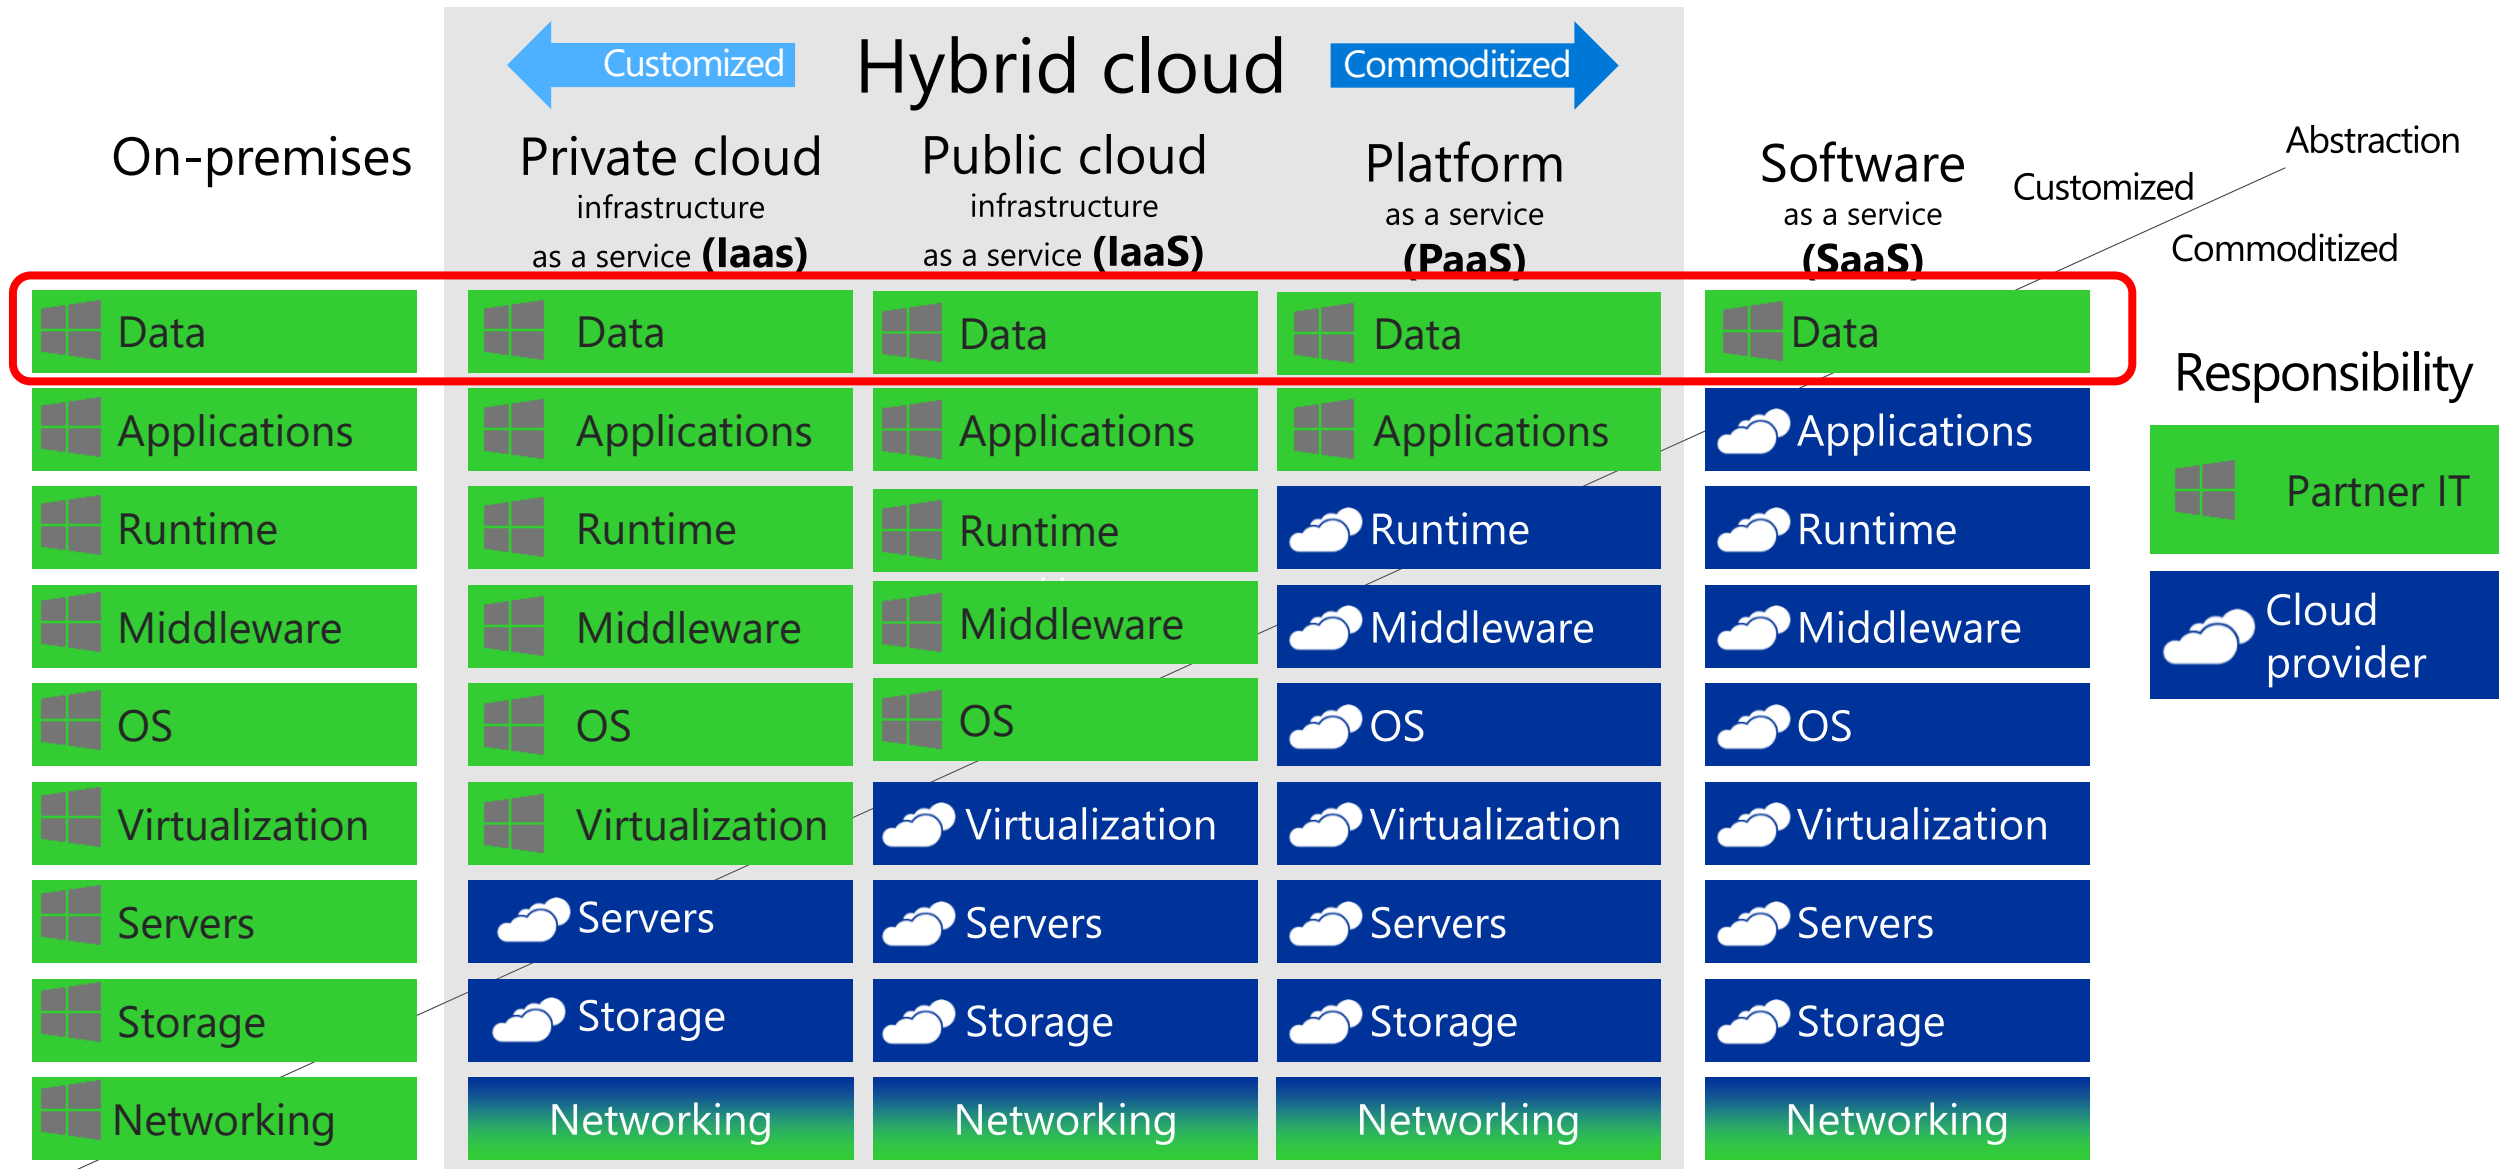 Customized
Hybrid cloud
Commoditized
On-premises
Private cloud
infrastructure
as a service (Iaas)
Public cloud
infrastructure
as a service (IaaS)
Platform
as a service
(PaaS)
Software
as a service
(SaaS)
Abstraction
Customized
Commoditized
Data
Data
Data
Data
Data
Applications
Applications
Applications
Applications
Applications
Runtime
Runtime
Runtime
Runtime
Runtime
Middleware
Middleware
Middleware
Middleware
Middleware
OS
OS
OS
OS
OS
Virtualization
Virtualization
Virtualization
Virtualization
Virtualization
Servers
Servers
Servers
Servers
Servers
Storage
Storage
Storage
Storage
Storage
Networking
Networking
Networking
Networking
Networking
Responsibility
Partner IT
Cloud
provider